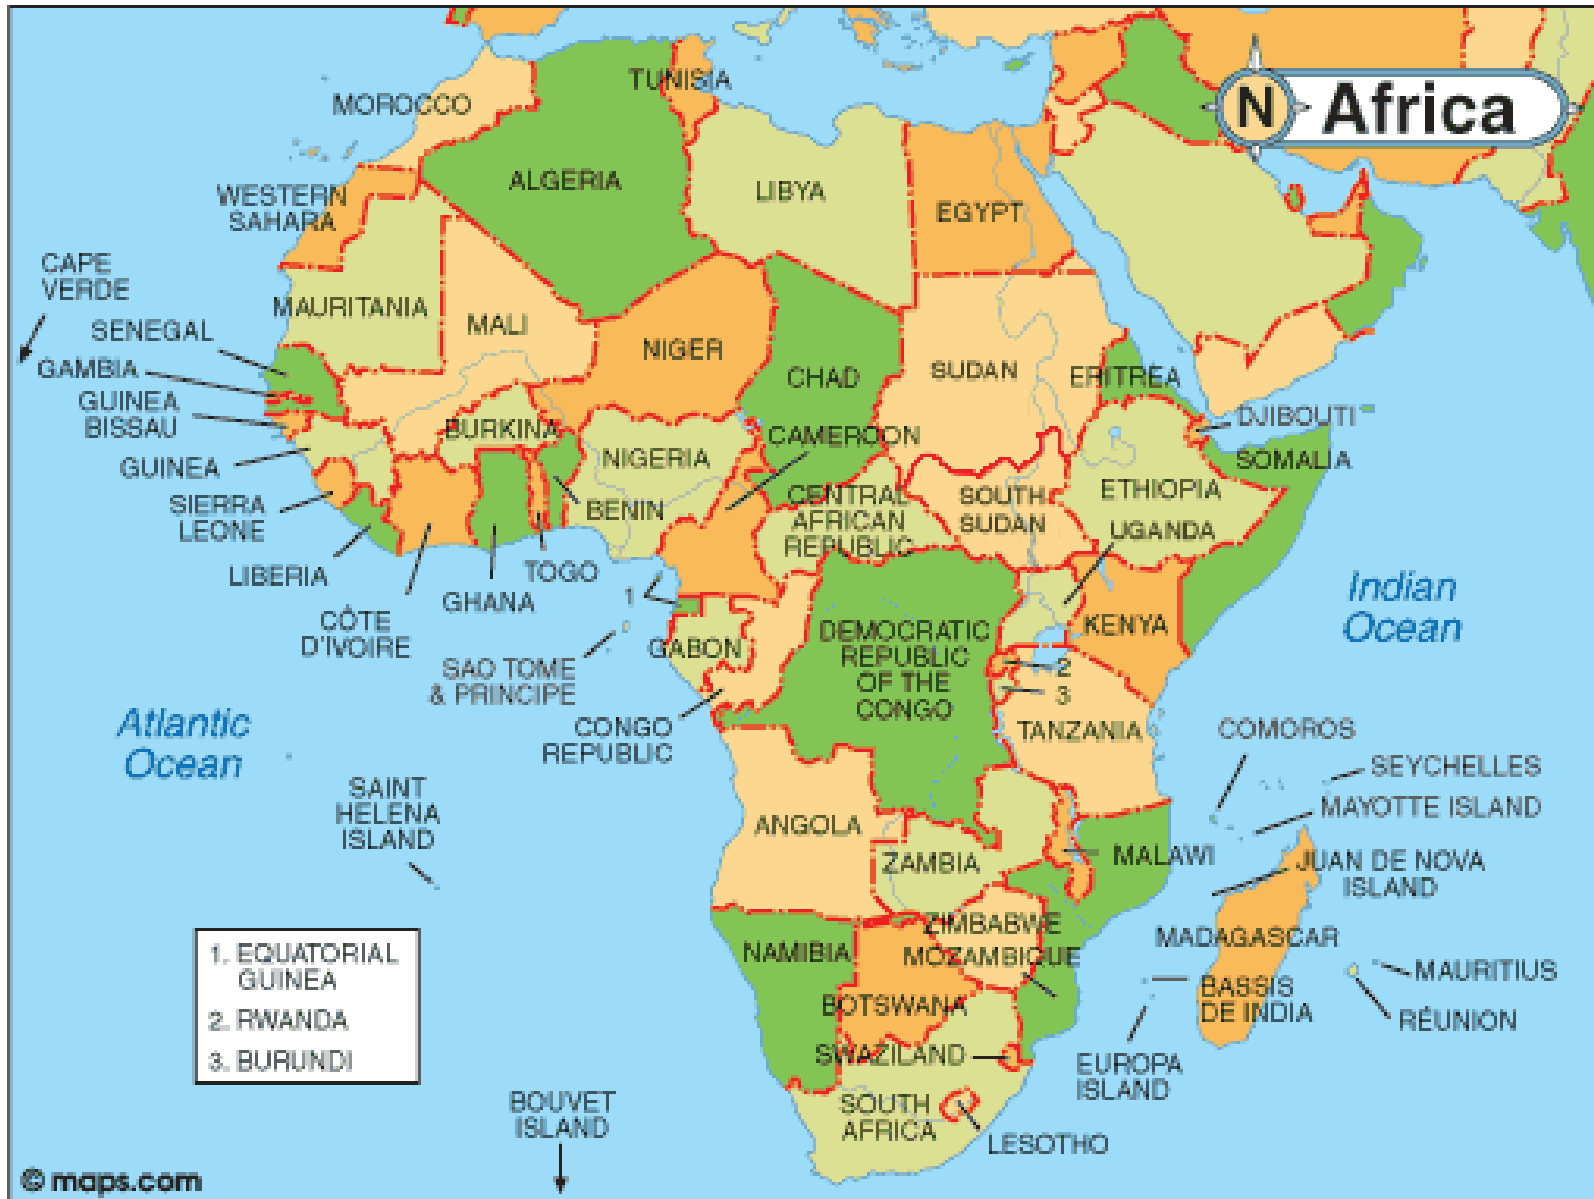 N Africa
MOROCCO
TUNISIA
ALGERIA
LIBYA
EGYPT
WESTERN
SAHARA
CAPE
VERDE
MAURITANIA
MALI
NIGER
CHAD
SUDAN
ERITREA
SENEGAL
GAMBIA
GUINEA
BISSAU
GUINEA
SIERRA
LEONE
LIBERIA
CÔTE
D'IVOIRE
GHANA
TOGO
BENIN
BURKINA
NIGERIA
CAMEROON
CENTRAL
AFRICAN
REPUBLIC
SOUTH
SUDAN
DJIBOUTI
SOMALIA
ETHIOPIA
UGANDA
KENYA
Indian
Ocean
1
SAO TOME
& PRINCIPE
GABON
CONGO
REPUBLIC
DEMOCRATIC
REPUBLIC
OF THE
CONGO
2
3
TANZANIA
Atlantic
Ocean
SAINT
HELENA
ISLAND
COMOROS
SEYCHELLES
MAYOTTE ISLAND
ANGOLA
ZAMBIA
MALAWI
JUAN DE NOVA
ISLAND
ZIMBABWE
MOZAMBIQUE
MADAGASCAR
NAMIBIA
BOTSWANA
MAURITIUS
RÉUNION
BASSIS
DE INDIA
EUROPA
ISLAND
SWAZILAND
SOUTH
AFRICA
LESOTHO
1. EQUATORIAL
GUINEA
2. RWANDA
3. BURUNDI
BOUVET
ISLAND
© maps.com